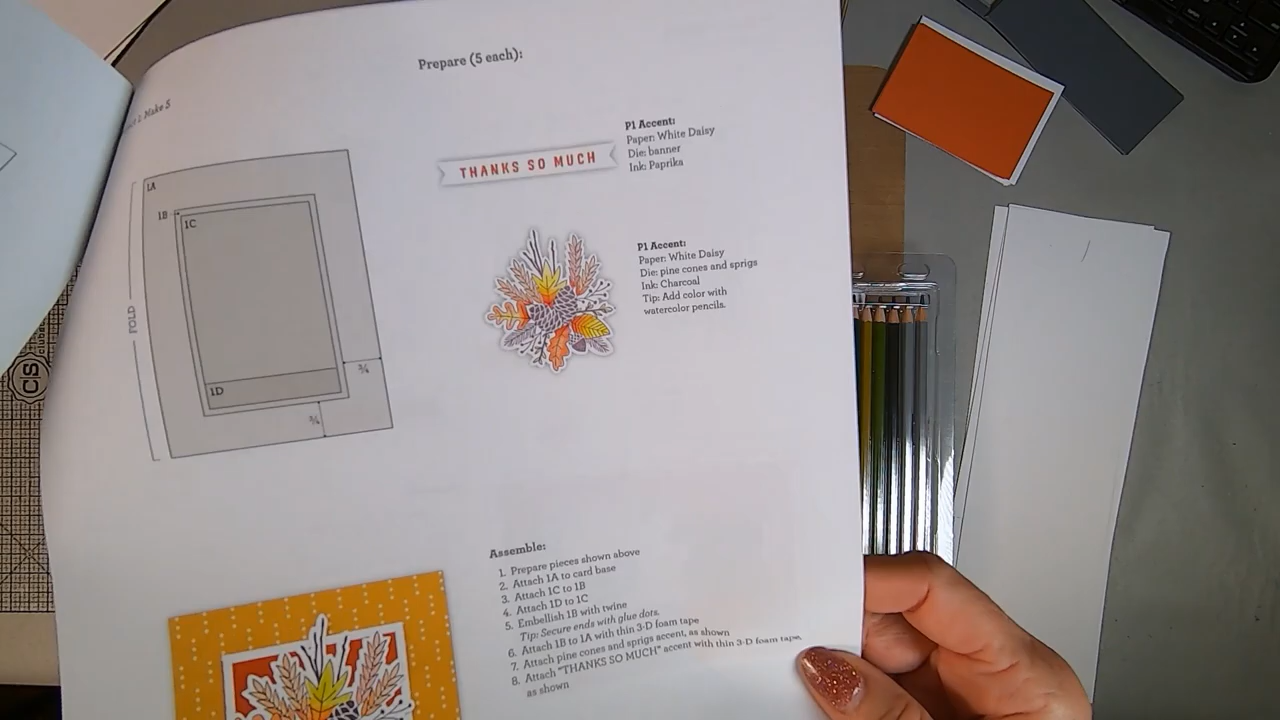 Prepare (5 each):
Make 5
1A
1B
1C
FOLD
1D
¾
¾
THANKS SO MUCH
P1 Accent:
Paper: White Daisy
Die: banner
Ink: Paprika
P1 Accent:
Paper: White Daisy
Die: pine cones and sprigs
Ink: Charcoal
Tip: Add color with
watercolor pencils.
Assemble:
1. Prepare pieces shown above
2. Attach 1A to card base
3. Attach 1C to 1B
4. Attach 1D to 1C
5. Embellish 1B with twine
Tip: Secure ends with glue dots.
6. Attach 1B to 1A with thin 3-D foam tape
7. Attach pine cones and sprigs accent, as shown
8. Attach "THANKS SO MUCH" accent with thin 3-D foam tape,
as shown
CS